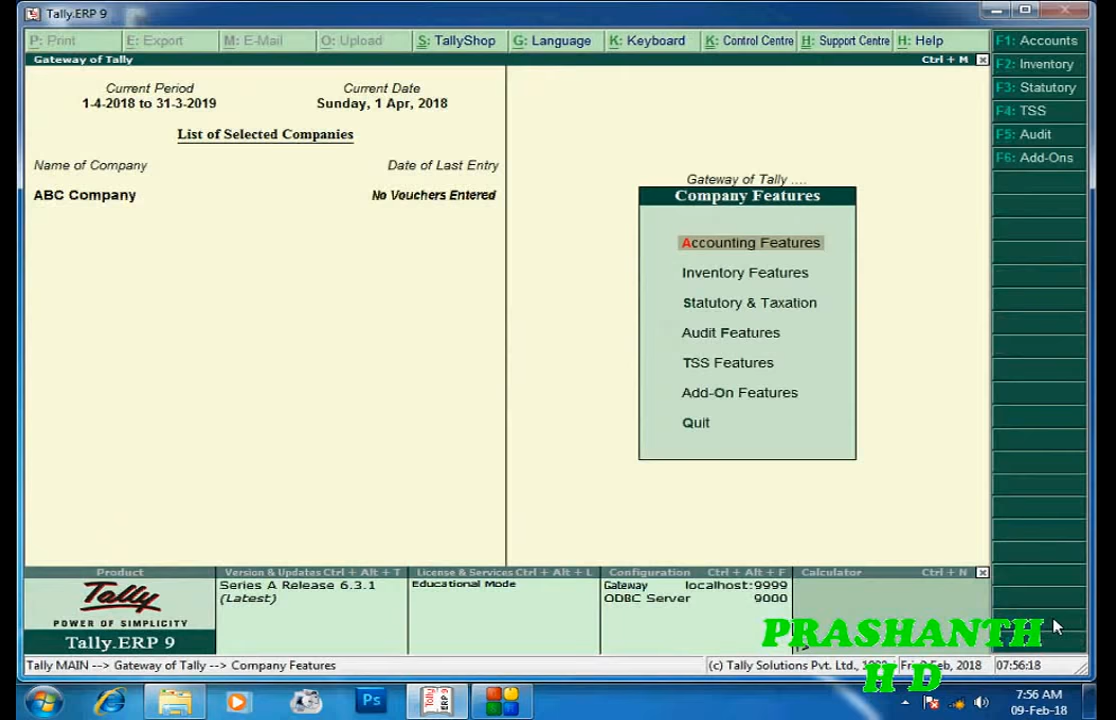 Tally.ERP 9
P: Print E: Export M: E-Mail O: Upload S: TallyShop G: Language K: Keyboard K: Control Centre H: Support Centre H: Help
F1: Accounts
F2: Inventory
F3: Statutory
F4: TSS
F5: Audit
F6: Add-Ons
Gateway of Tally Ctrl + M
Current Period Current Date
1-4-2018 to 31-3-2019 Sunday, 1 Apr, 2018
List of Selected Companies
Name of Company Date of Last Entry
ABC Company No Vouchers Entered
Gateway of Tally ....
Company Features
Accounting Features
Inventory Features
Statutory & Taxation
Audit Features
TSS Features
Add-On Features
Quit
Product Version & Updates Ctrl + Alt + T License & Services Ctrl + Alt + L Configuration Ctrl + Alt + F Calculator Ctrl + N
Tally
POWER OF SIMPLICITY
Tally.ERP 9
Series A Release 6.3.1
(Latest)
Educational Mode
Gateway localhost:9999
ODBC Server 9000
PRASHANTH
H D
Tally MAIN --> Gateway of Tally --> Company Features (c) Tally Solutions Pvt. Ltd., Feb, 2018 07:56:18
Ps
Tally ERP 9
7:56 AM
09-Feb-18